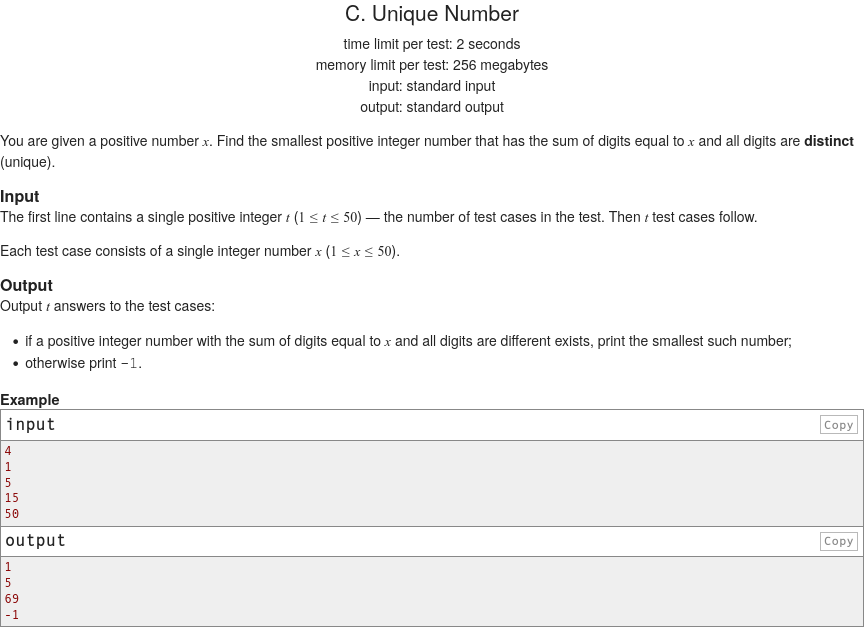 C. Unique Number
time limit per test: 2 seconds
memory limit per test: 256 megabytes
input: standard input
output: standard output
You are given a positive number x. Find the smallest positive integer number that has the sum of digits equal to x and all digits are distinct
(unique).
Input
The first line contains a single positive integer t (1 ≤ t ≤ 50) — the number of test cases in the test. Then t test cases follow.
Each test case consists of a single integer number x (1 ≤ x ≤ 50).
Output
Output t answers to the test cases:
• if a positive integer number with the sum of digits equal to x and all digits are different exists, print the smallest such number;
• otherwise print −1.
Example
input Copy
4
1
5
15
50
output Copy
1
5
69
-1